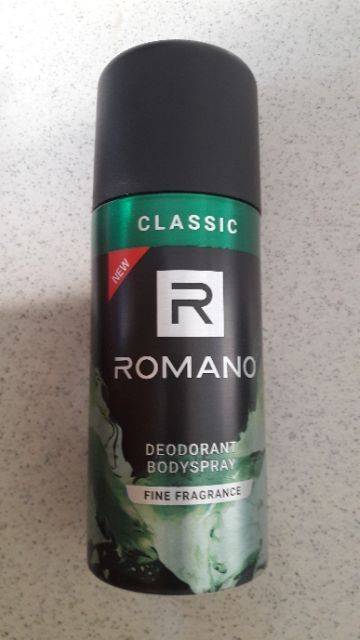 CLASSIC
NEW
R
ROMANO
DEODORANT
BODYSPRAY
FINE FRAGRANCE